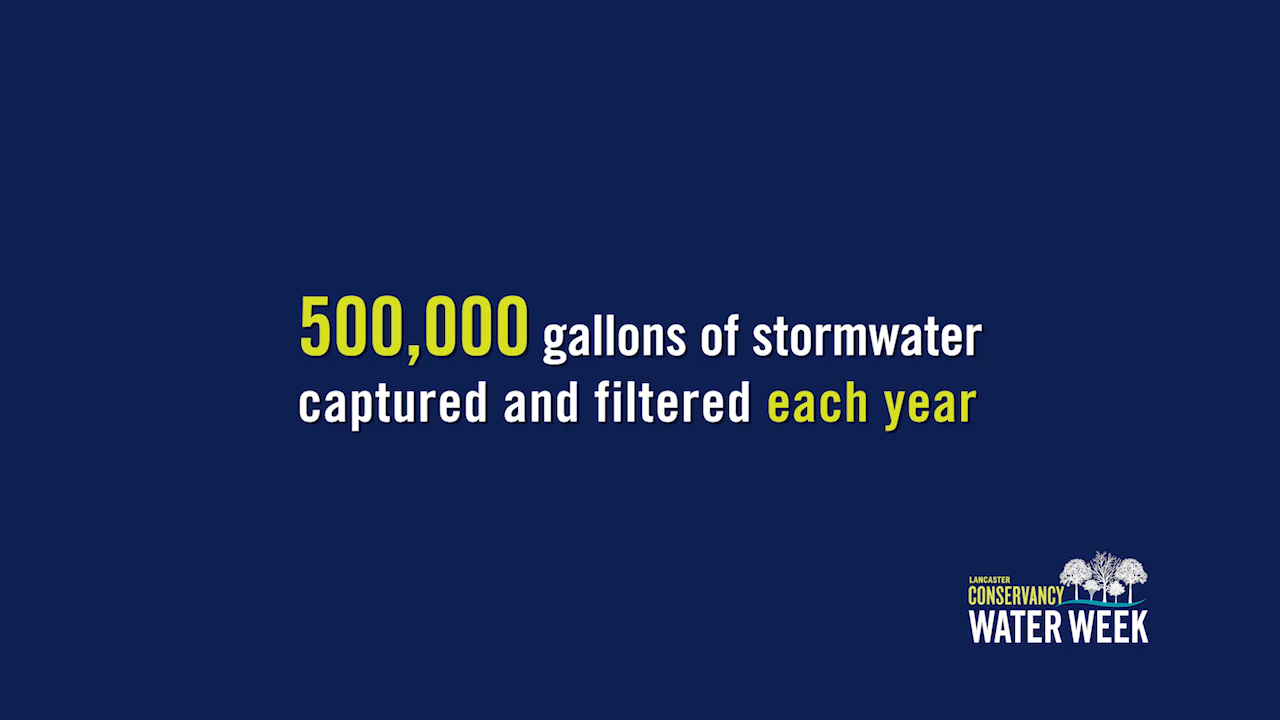 500,000 gallons of stormwater
captured and filtered each year
LANCASTER
CONSERVANCY
WATER WEEK